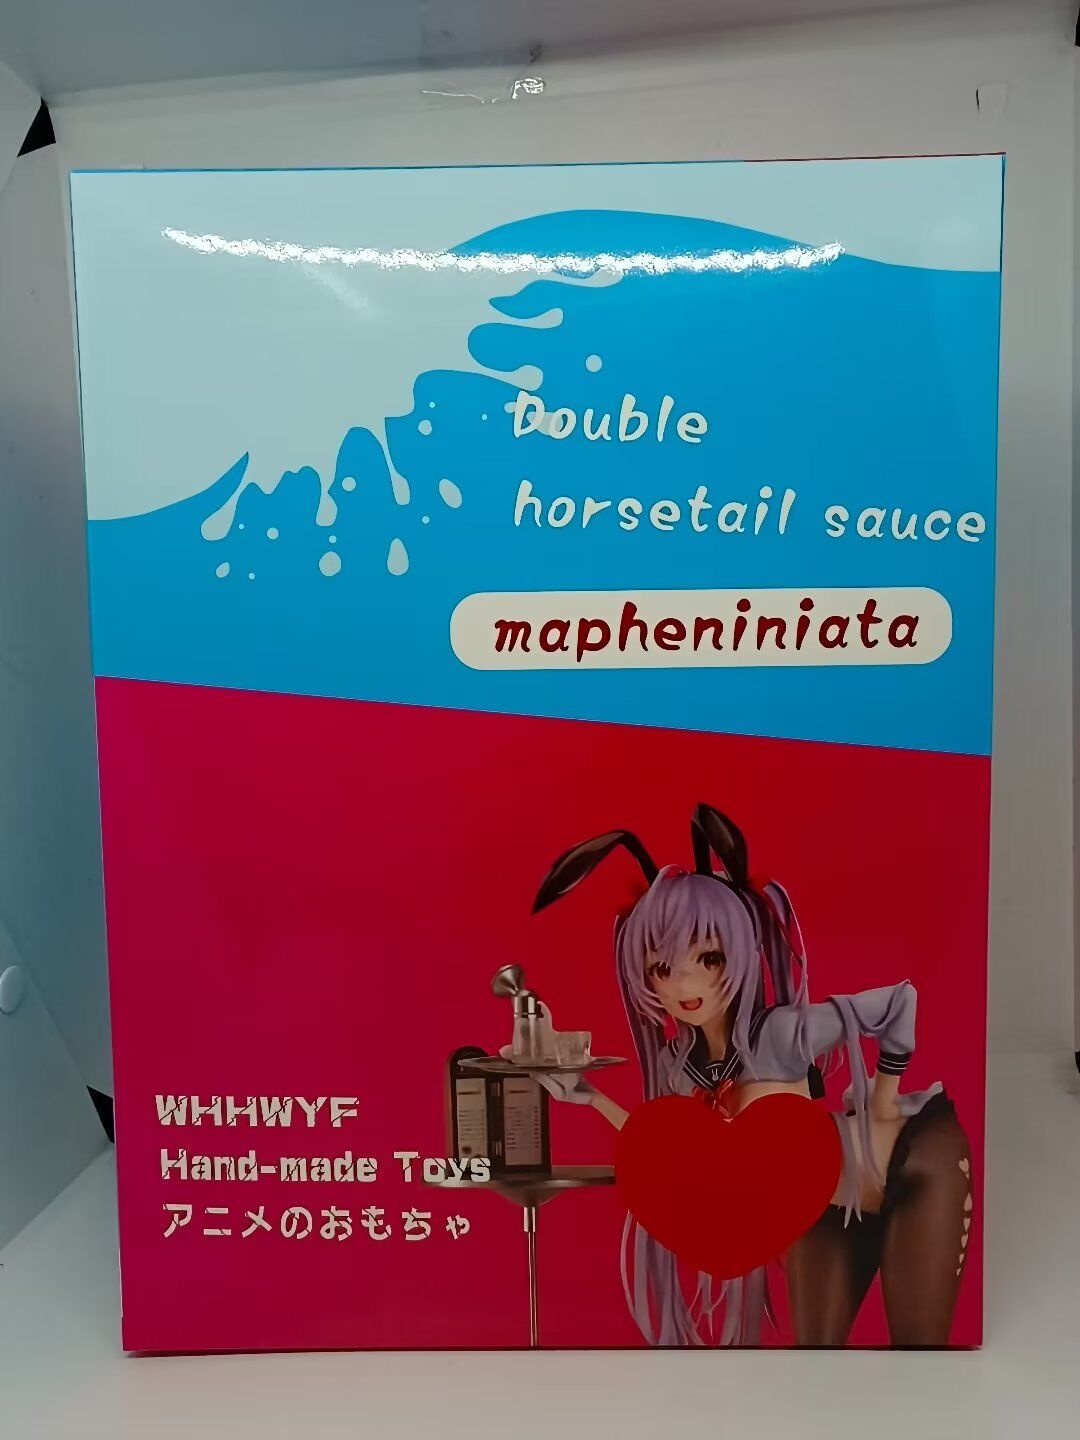 Double
horsetail sauce
mapheniniata
WHHWYF
Hand-made Toys
アニメのおもちゃ